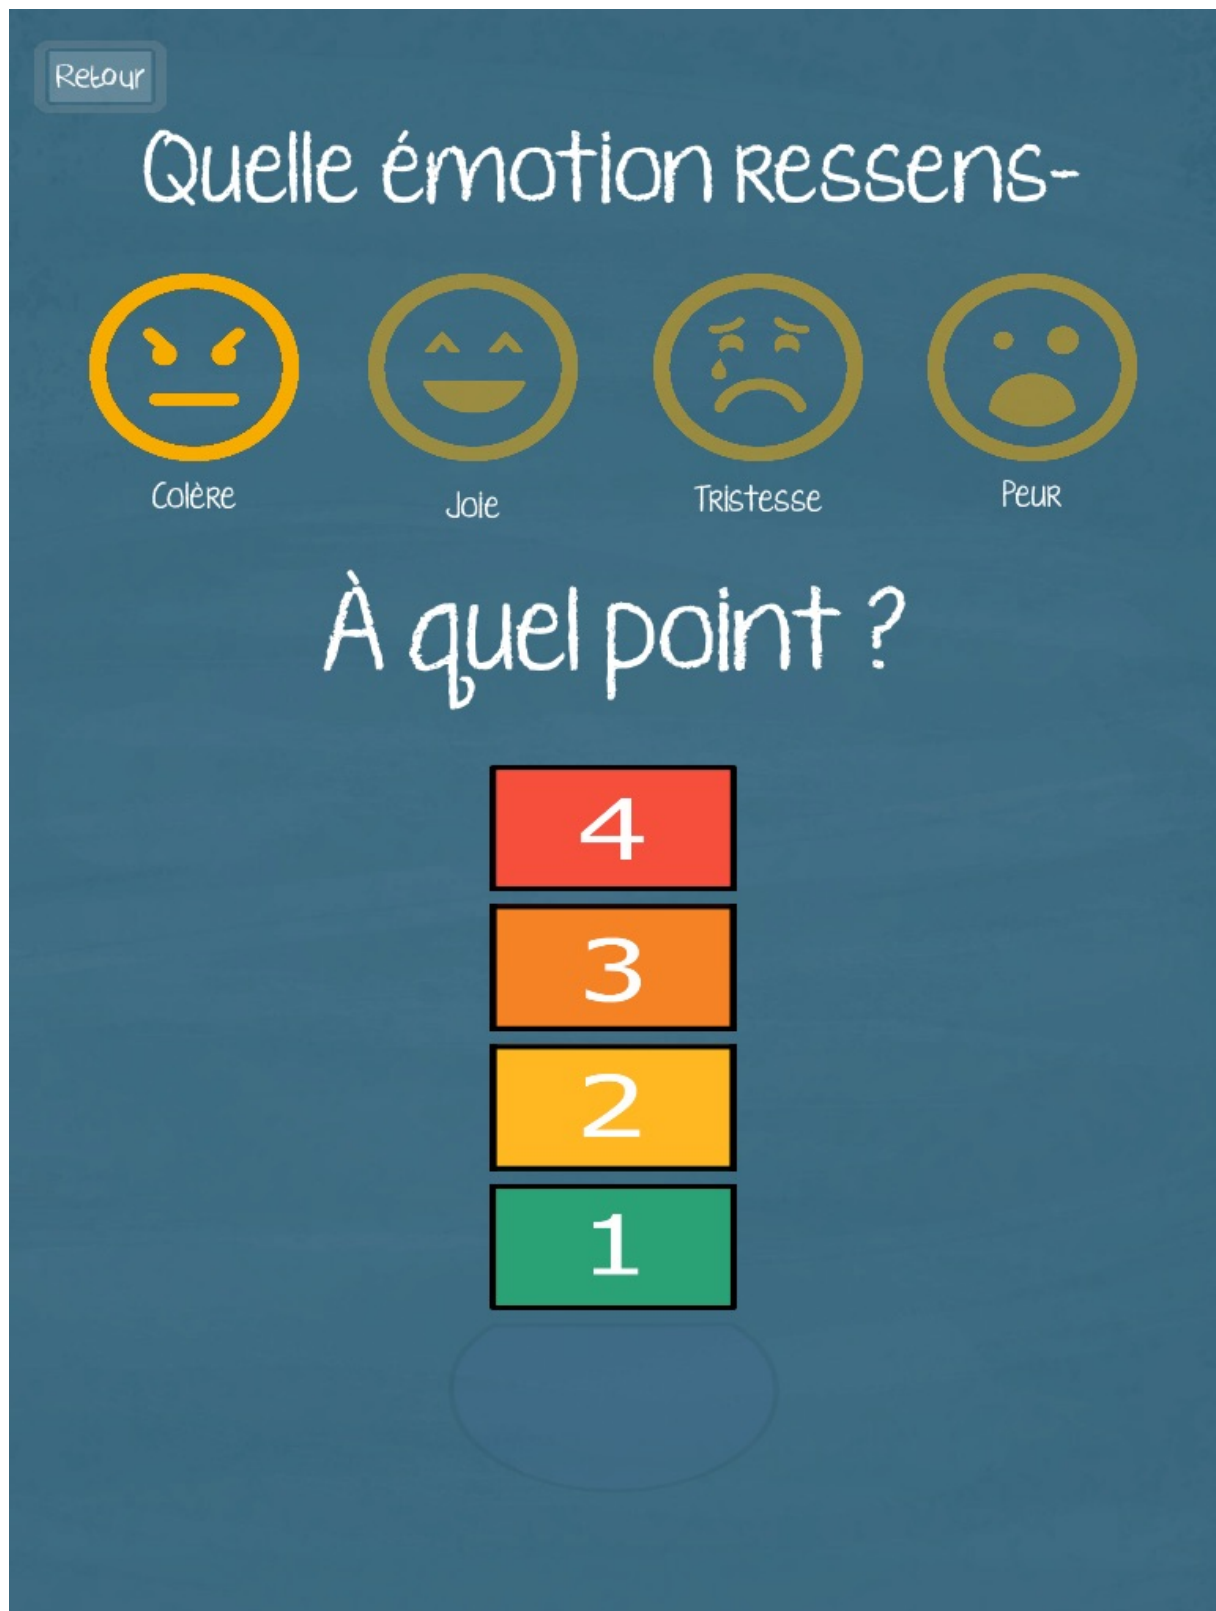 Retour
Quelle émotion ressens-
Colère Joie Tristesse Peur
À quel point ?
4
3
2
1